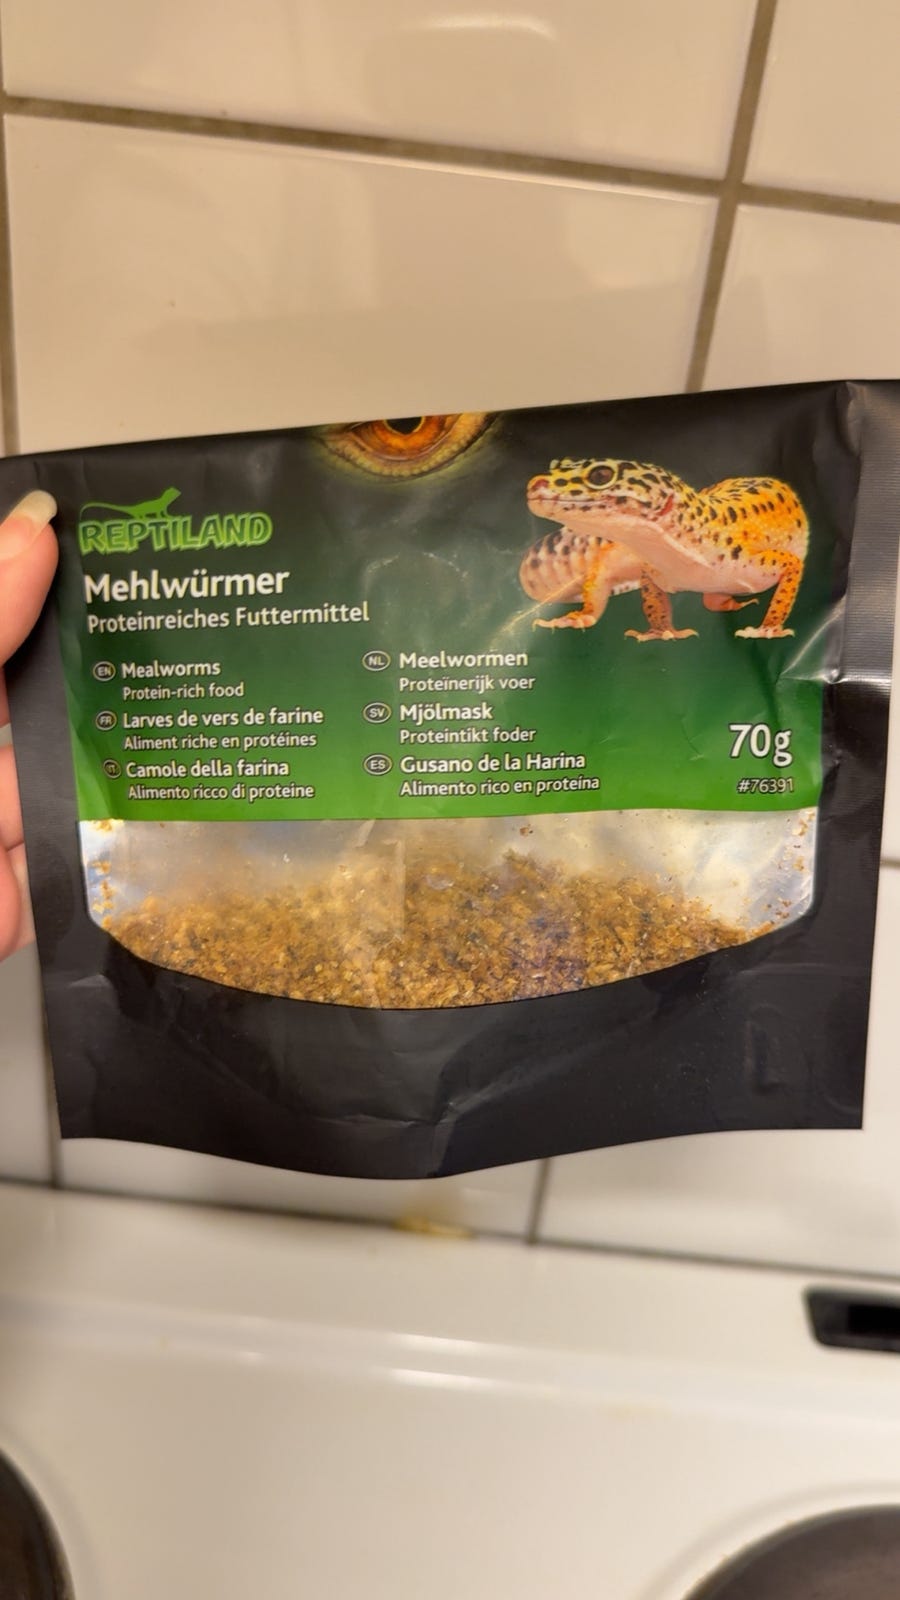 REPTILAND
Mehlwürmer
Proteinreiches Futtermittel
EN Mealworms
Protein-rich food
FR Larves de vers de farine
Aliment riche en protéines
IT Camole della farina
Alimento ricco di proteine
NL Meelwormen
Proteïnerijk voer
SV Mjölmask
Proteintikt foder
ES Gusano de la Harina
Alimento rico en proteína
70g
#76391